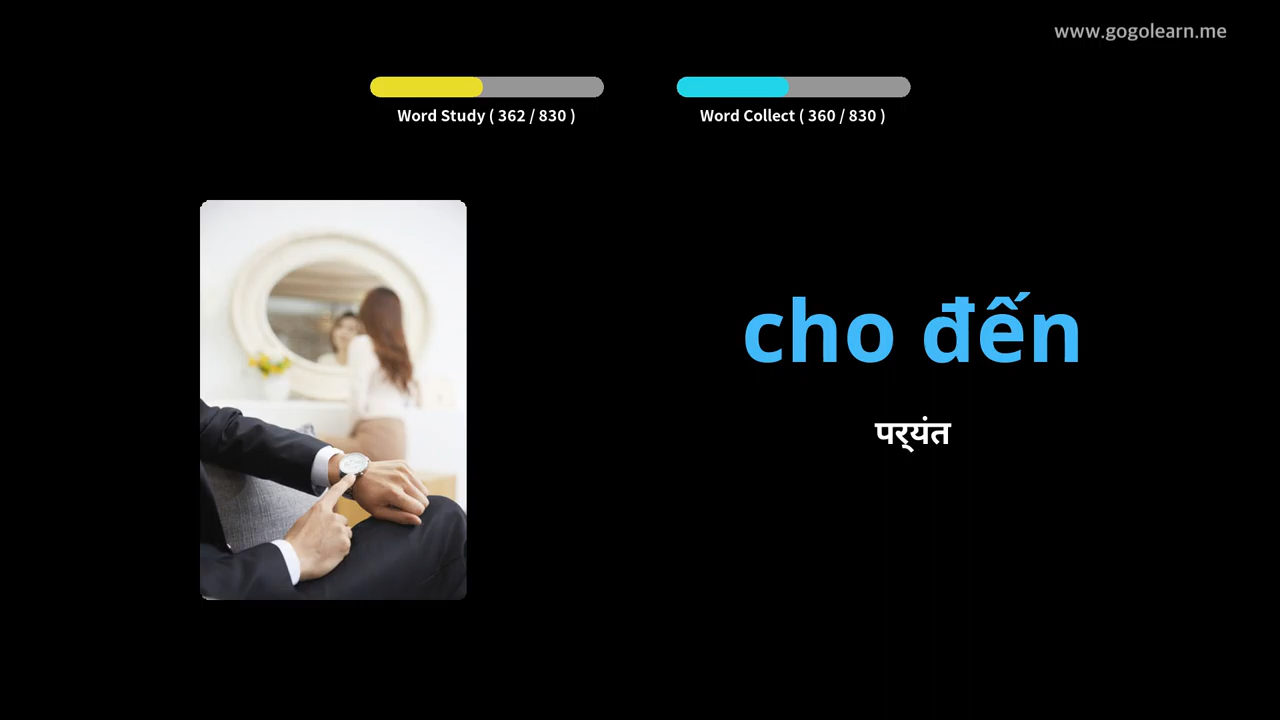 www.gogolearn.me
Word Study ( 362 / 830 )
Word Collect ( 360 / 830 )
cho đến
पर्यंत